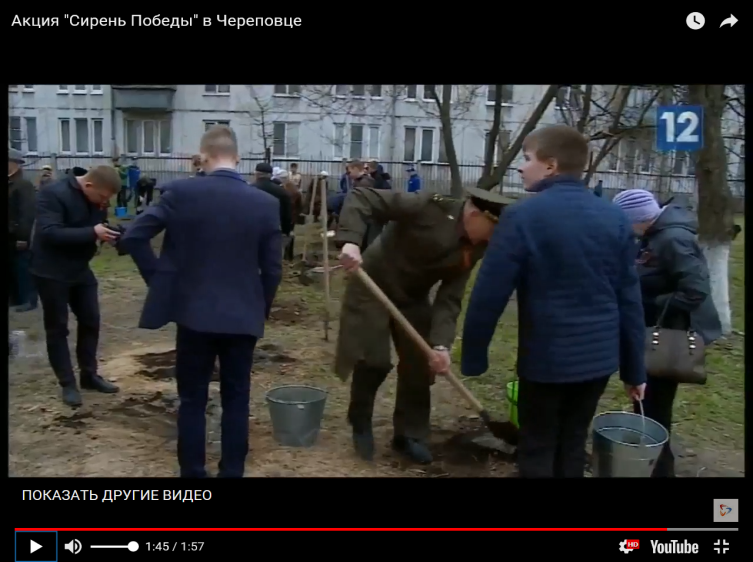 Акция "Сирень Победы" в Череповце
12
ПОКАЗАТЬ ДРУГИЕ ВИДЕО
1:45 / 1:57
HD
YouTube